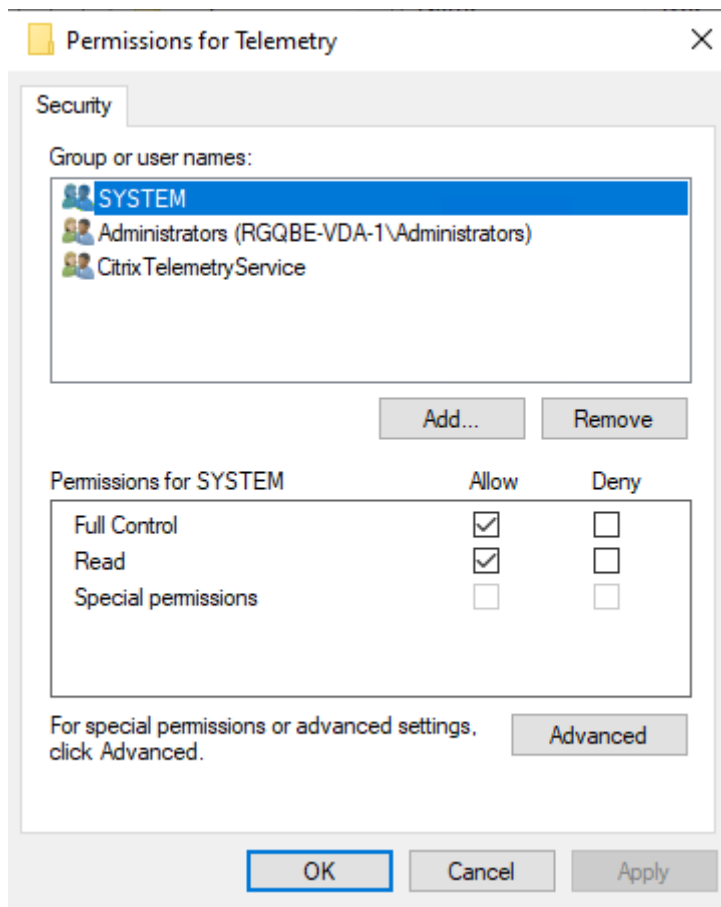 Permissions for Telemetry
Security
Group or user names:
SYSTEM
Administrators (RGQBE-VDA-1\Administrators)
CitrixTelemetryService
Add...
Remove
Permissions for SYSTEM
Allow
Deny
Full Control
Read
Special permissions
For special permissions or advanced settings,
click Advanced.
Advanced
OK
Cancel
Apply